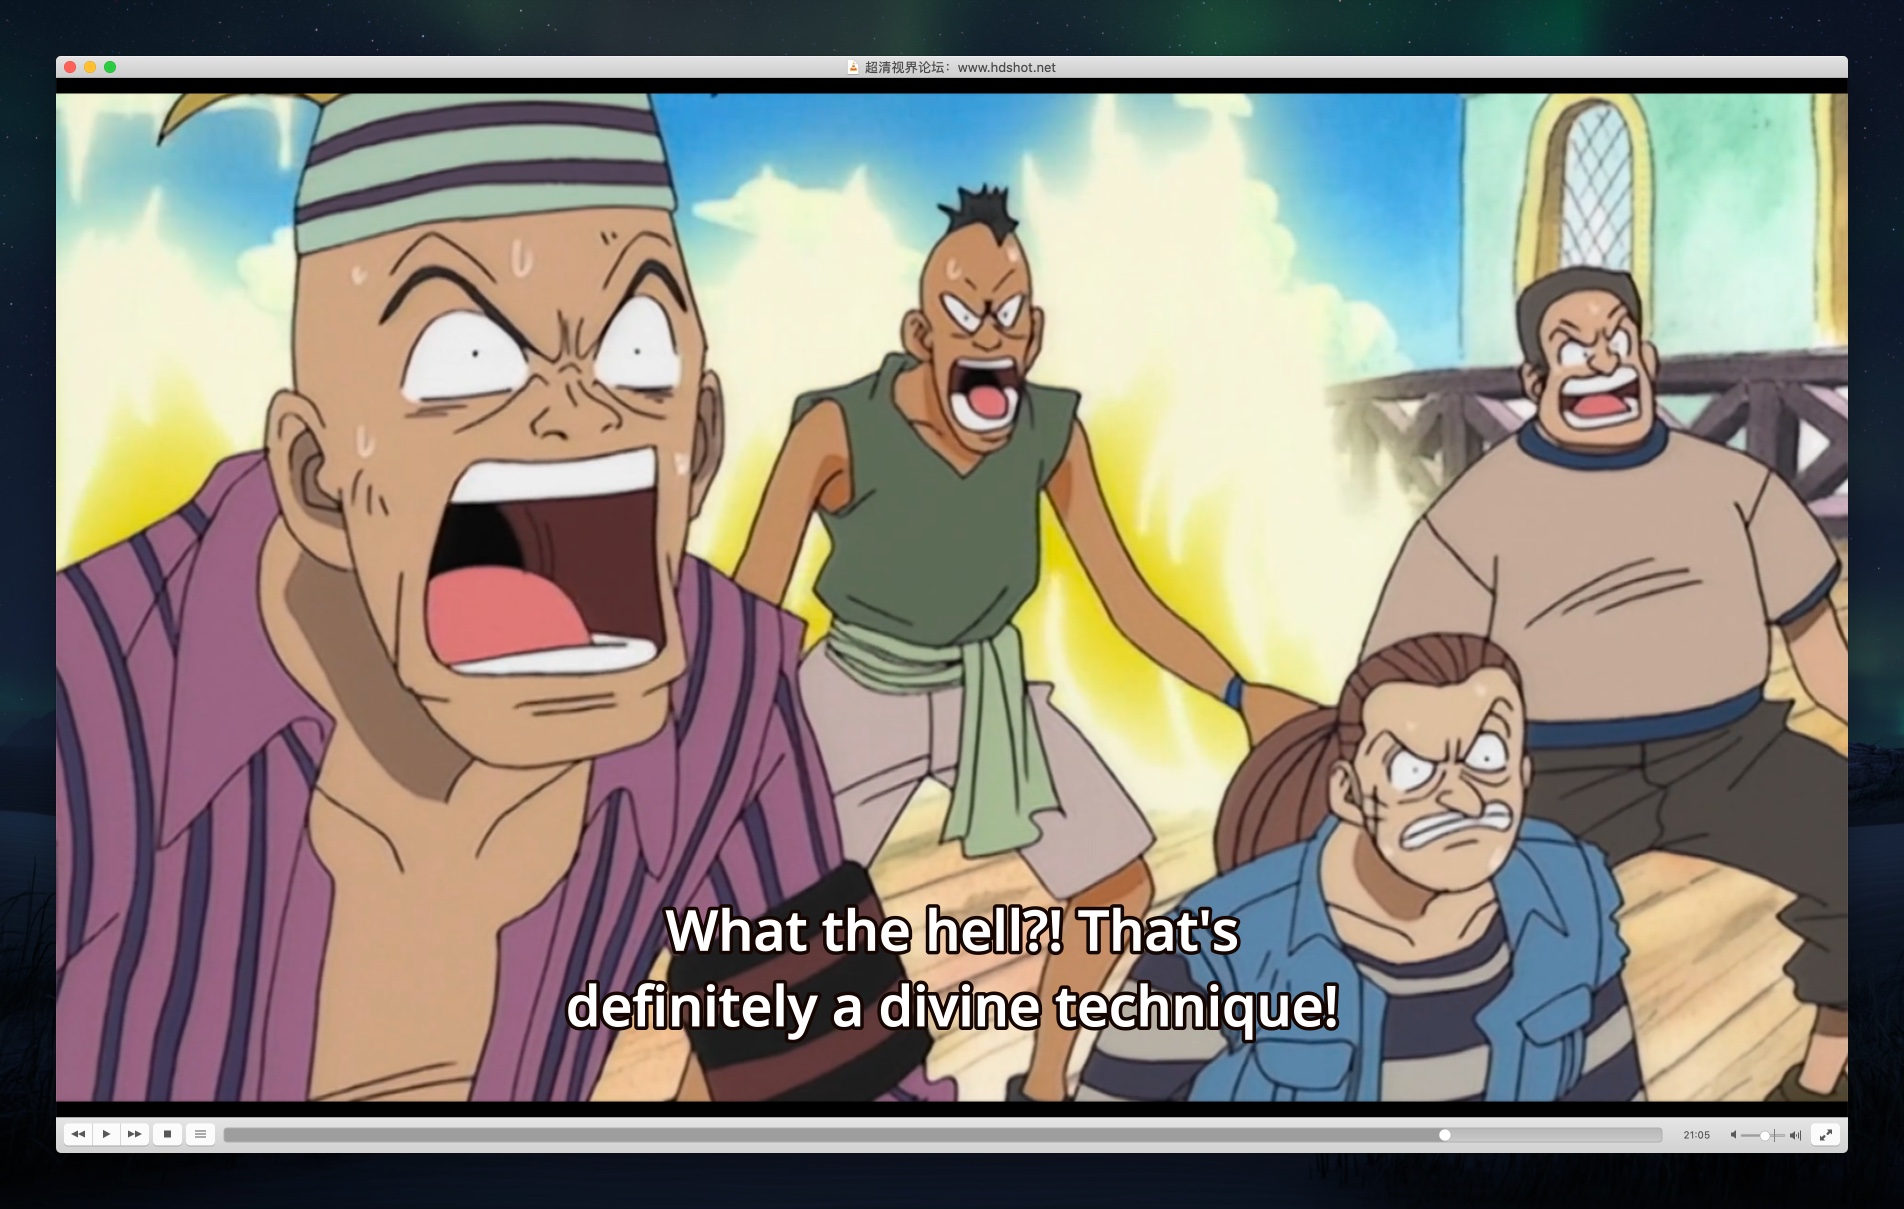 超清视界论坛：www.hdshot.net
What the hell?! That's
definitely a divine technique!
21:05